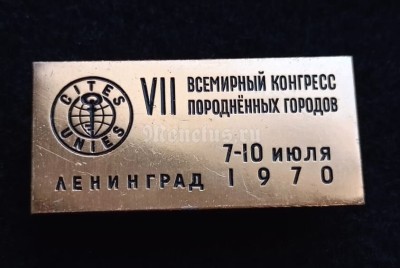 CITES
UNIES
VII ВСЕМИРНЫЙ КОНГРЕСС
ПОРОДНЁННЫХ ГОРОДОВ
7-10 ИЮЛЯ
ЛЕНИНГРАД 1970